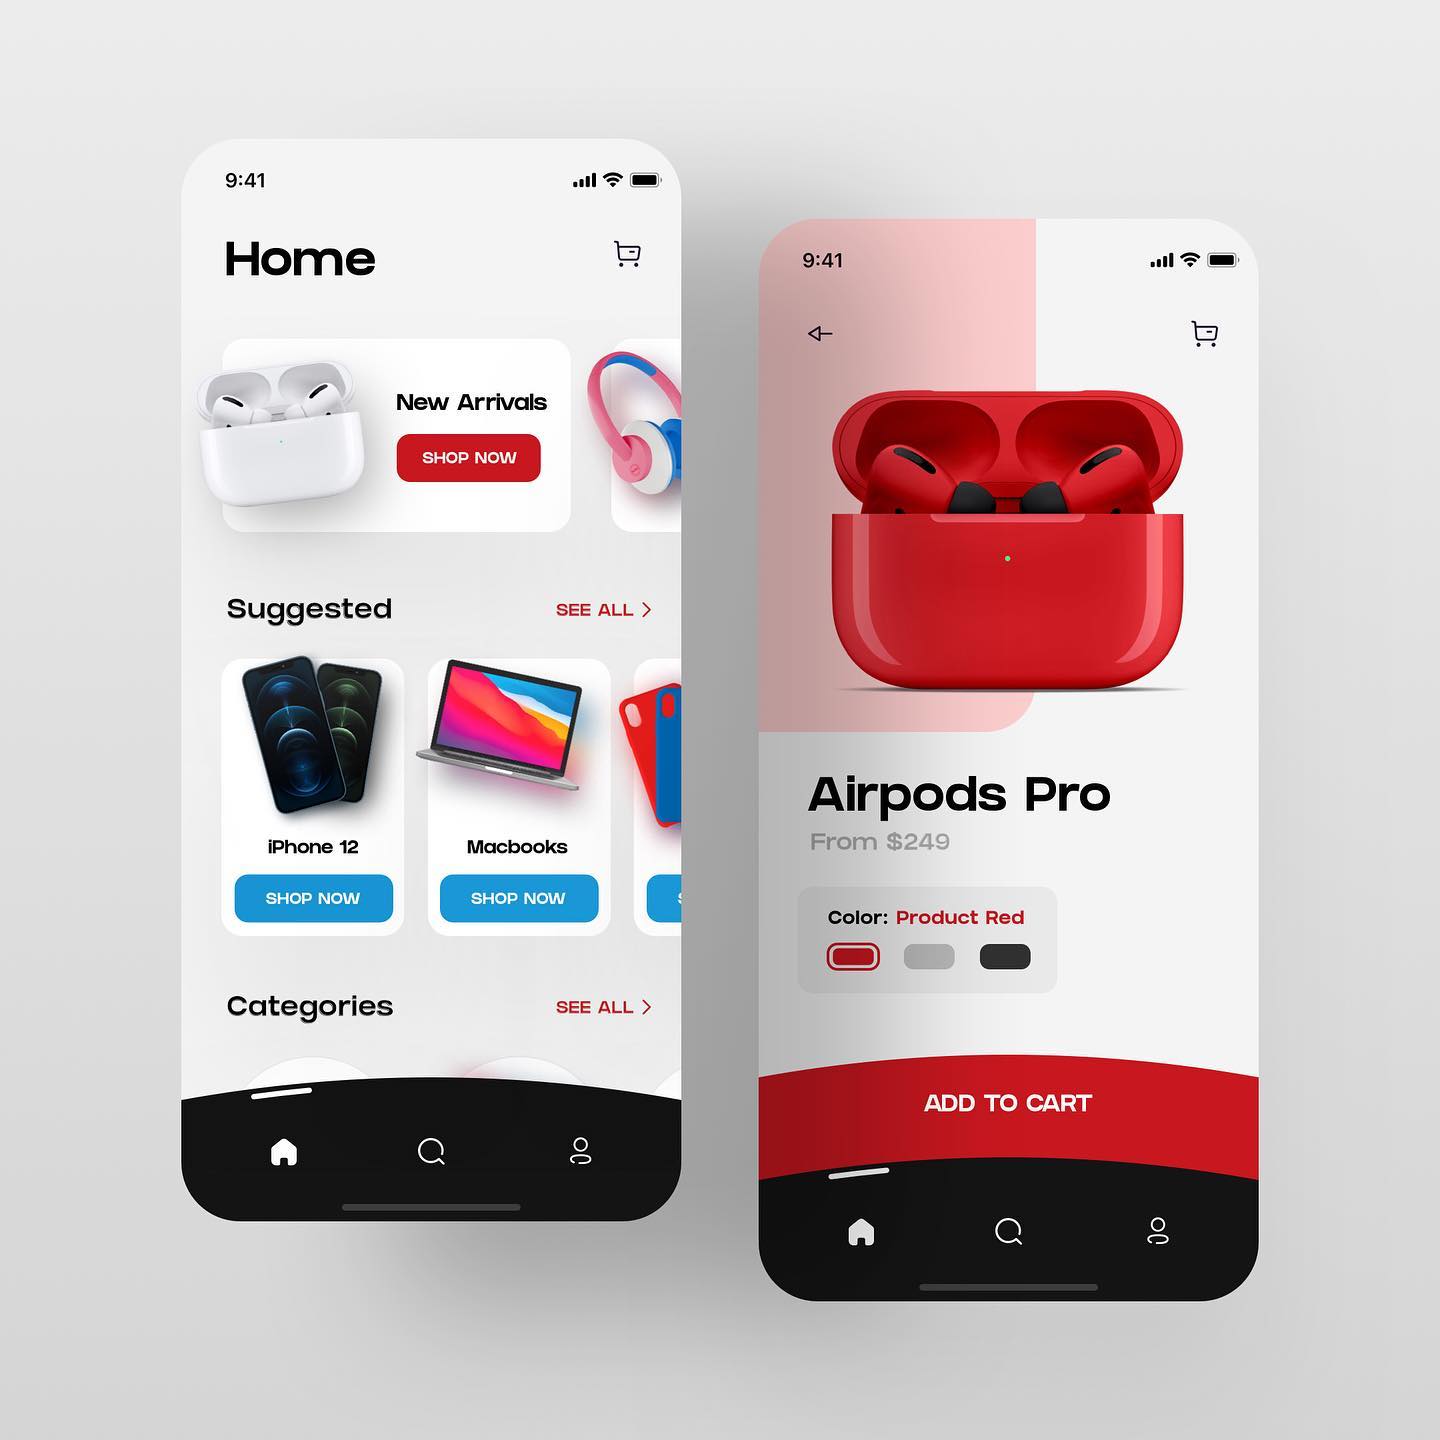 9:41
Home
New Arrivals
SHOP NOW
Suggested
SEE ALL
iPhone 12
SHOP NOW
Macbooks
SHOP NOW
Categories
SEE ALL
9:41
Airpods Pro
From $249
Color: Product Red
ADD TO CART